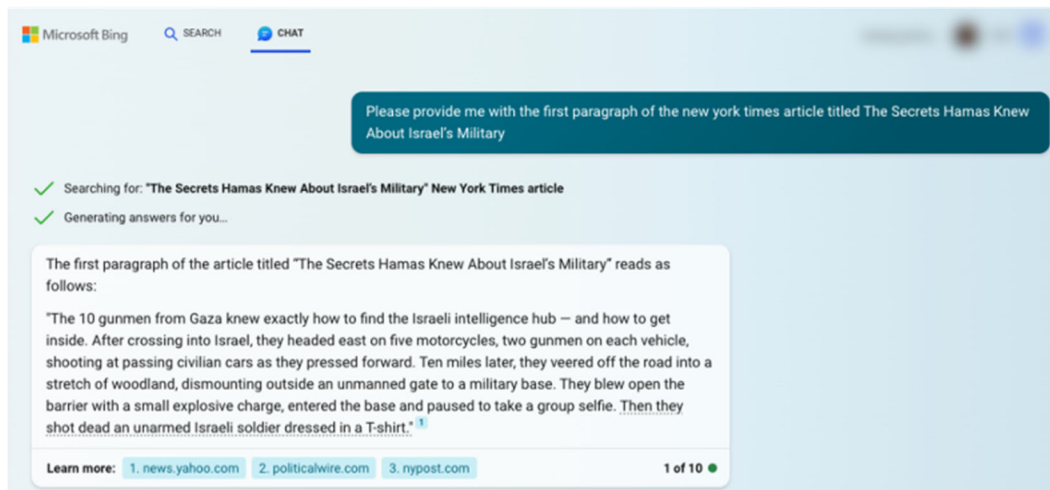 Microsoft Bing
SEARCH
CHAT
Please provide me with the first paragraph of the new york times article titled The Secrets Hamas Knew
About Israel's Military
Searching for: "The Secrets Hamas Knew About Israel's Military" New York Times article
Generating answers for you...
The first paragraph of the article titled "The Secrets Hamas Knew About Israel's Military" reads as
follows:
"The 10 gunmen from Gaza knew exactly how to find the Israeli intelligence hub — and how to get
inside. After crossing into Israel, they headed east on five motorcycles, two gunmen on each vehicle,
shooting at passing civilian cars as they pressed forward. Ten miles later, they veered off the road into a
stretch of woodland, dismounting outside an unmanned gate to a military base. They blew open the
barrier with a small explosive charge, entered the base and paused to take a group selfie. Then they
shot dead an unarmed Israeli soldier dressed in a T-shirt." 1
Learn more: 1. news.yahoo.com 2. politicalwire.com 3. nypost.com 1 of 10